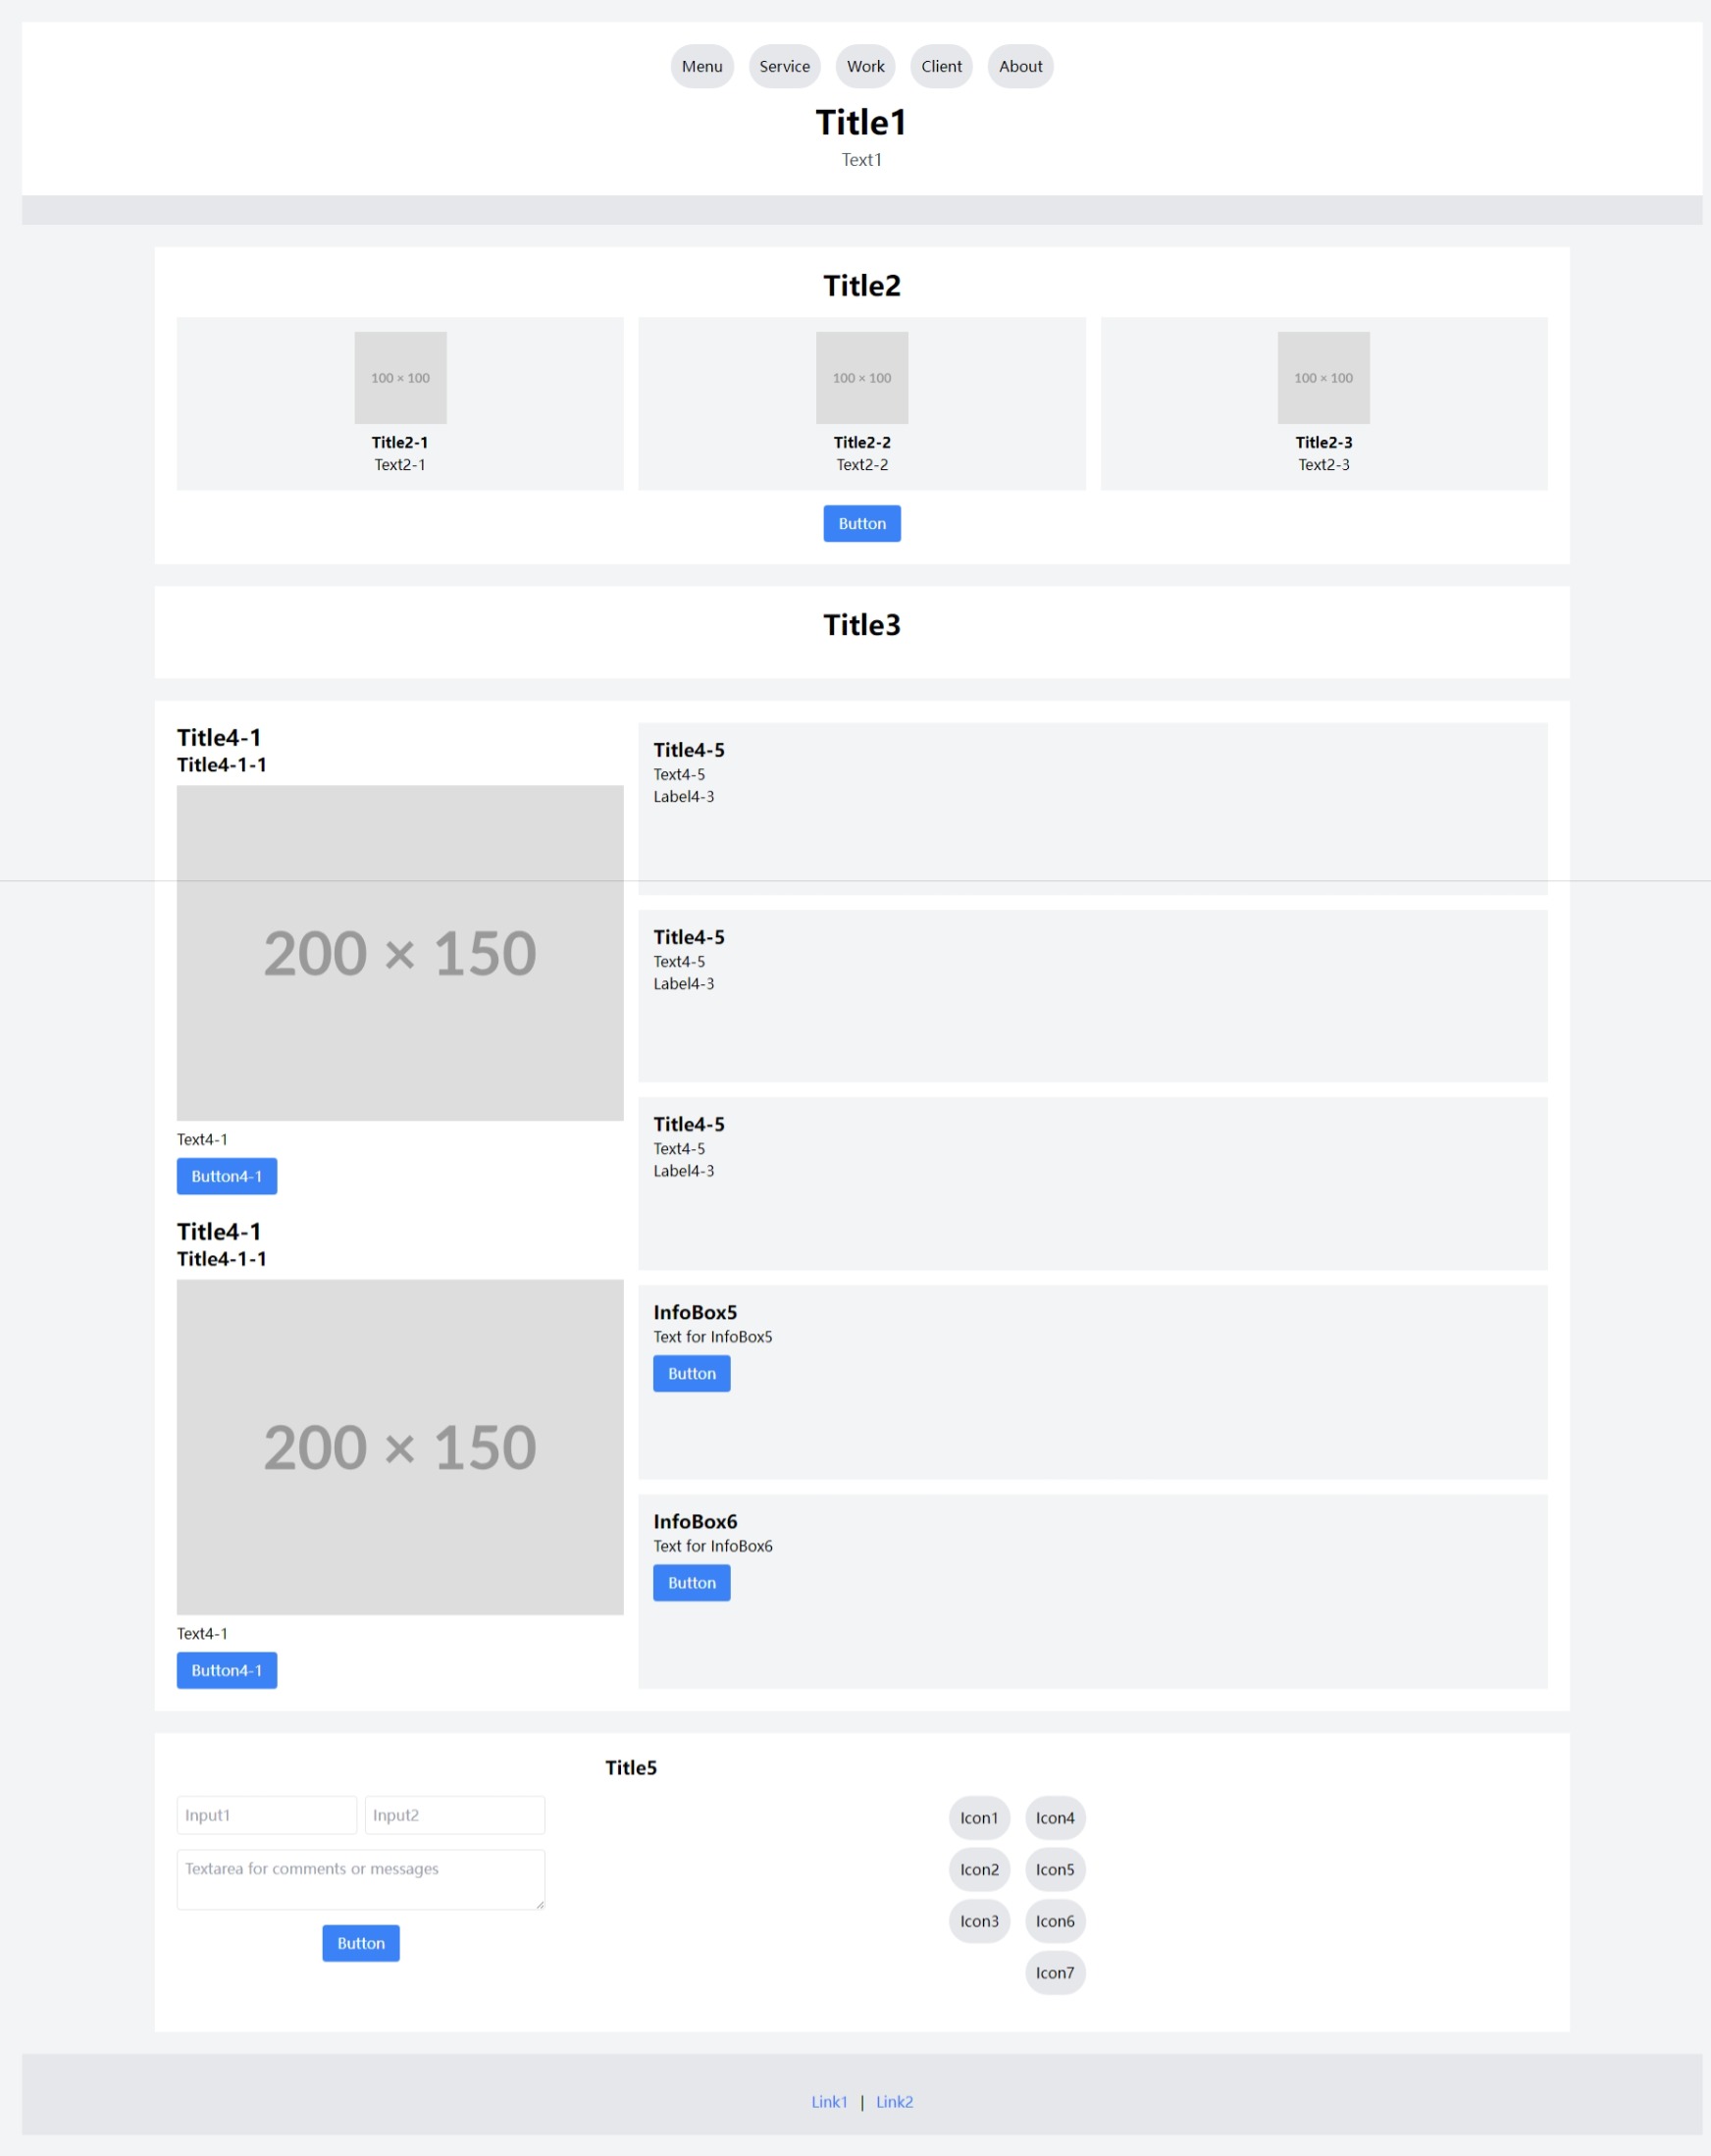 Menu Service Work Client About
Title1
Text1
Title2
100 × 100
Title2-1
Text2-1
100 × 100
Title2-2
Text2-2
100 × 100
Title2-3
Text2-3
Button
Title3
Title4-1
Title4-1-1
200 × 150
Text4-1
Button4-1
Title4-1
Title4-1-1
200 × 150
Text4-1
Button4-1
Title4-5
Text4-5
Label4-3
Title4-5
Text4-5
Label4-3
Title4-5
Text4-5
Label4-3
InfoBox5
Text for InfoBox5
Button
InfoBox6
Text for InfoBox6
Button
Title5
Input1 Input2
Textarea for comments or messages
Button
Icon1 Icon4
Icon2 Icon5
Icon3 Icon6
Icon7
Link1 | Link2